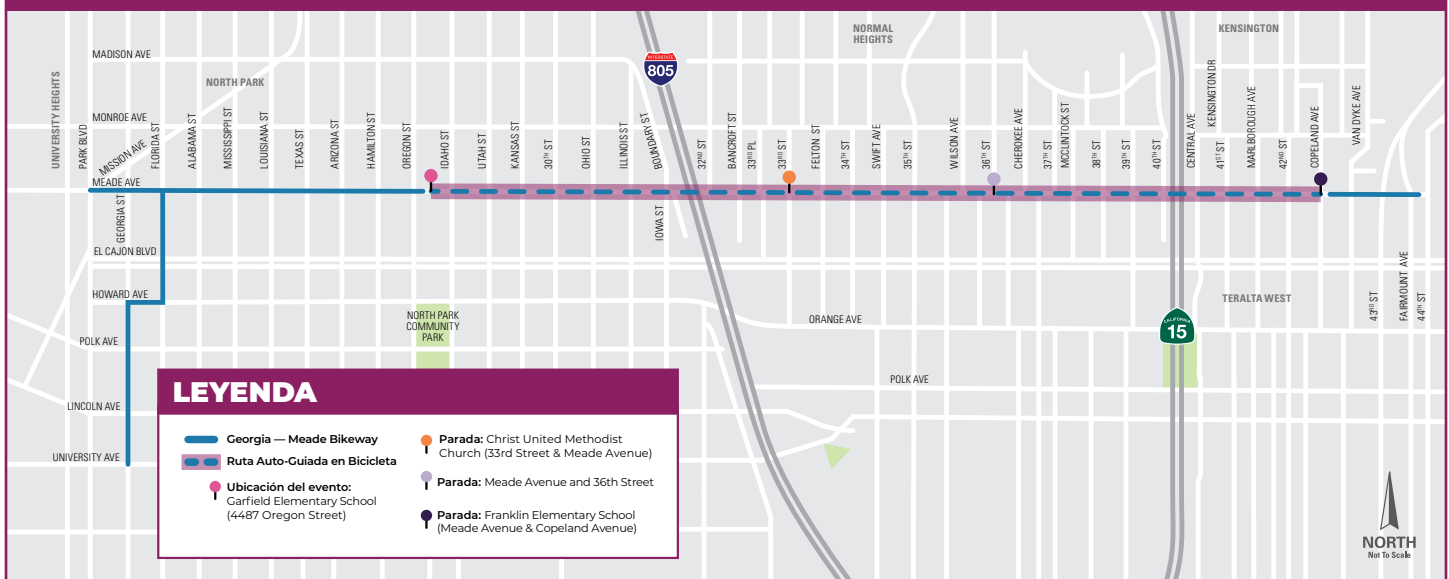 NORMAL
HEIGHTS
KENSINGTON
MADISON AVE
INTERSTATE
805
NORTH PARK
UNIVERSITY HEIGHTS
PARK BLVD
MONROE AVE
MISSION AVE
FLORIDA ST
ALABAMA ST
MISSISSIPPI ST
LOUISIANA ST
TEXAS ST
ARIZONA ST
HAMILTON ST
OREGON ST
IDAHO ST
UTAH ST
KANSAS ST
30TH ST
OHIO ST
ILLINOIS ST
BOUNDARY ST
32ND ST
BANCROFT ST
33RD PL
33RD ST
FELTON ST
34TH ST
SWIFT AVE
35TH ST
WILSON AVE
36TH ST
CHEROKEE AVE
37TH ST
MCCLINTOCK ST
38TH ST
39TH ST
40TH ST
CENTRAL AVE
41ST ST
KENSINGTON DR
MARLBOROUGH AVE
42ND ST
COPELAND AVE
VAN DYKE AVE
MEADE AVE
GEORGIA ST
IOWA ST
EL CAJON BLVD
HOWARD AVE
TERALTA WEST
43RD ST
FAIRMOUNT AVE
44TH ST
NORTH PARK
COMMUNITY
PARK
ORANGE AVE
CALIFORNIA
15
POLK AVE
POLK AVE
LINCOLN AVE
UNIVERSITY AVE
LEYENDA
Georgia — Meade Bikeway
Ruta Auto-Guiada en Bicicleta
Ubicación del evento:
Garfield Elementary School
(4487 Oregon Street)
Parada: Christ United Methodist
Church (33rd Street & Meade Avenue)
Parada: Meade Avenue and 36th Street
Parada: Franklin Elementary School
(Meade Avenue & Copeland Avenue)
NORTH
Not To Scale